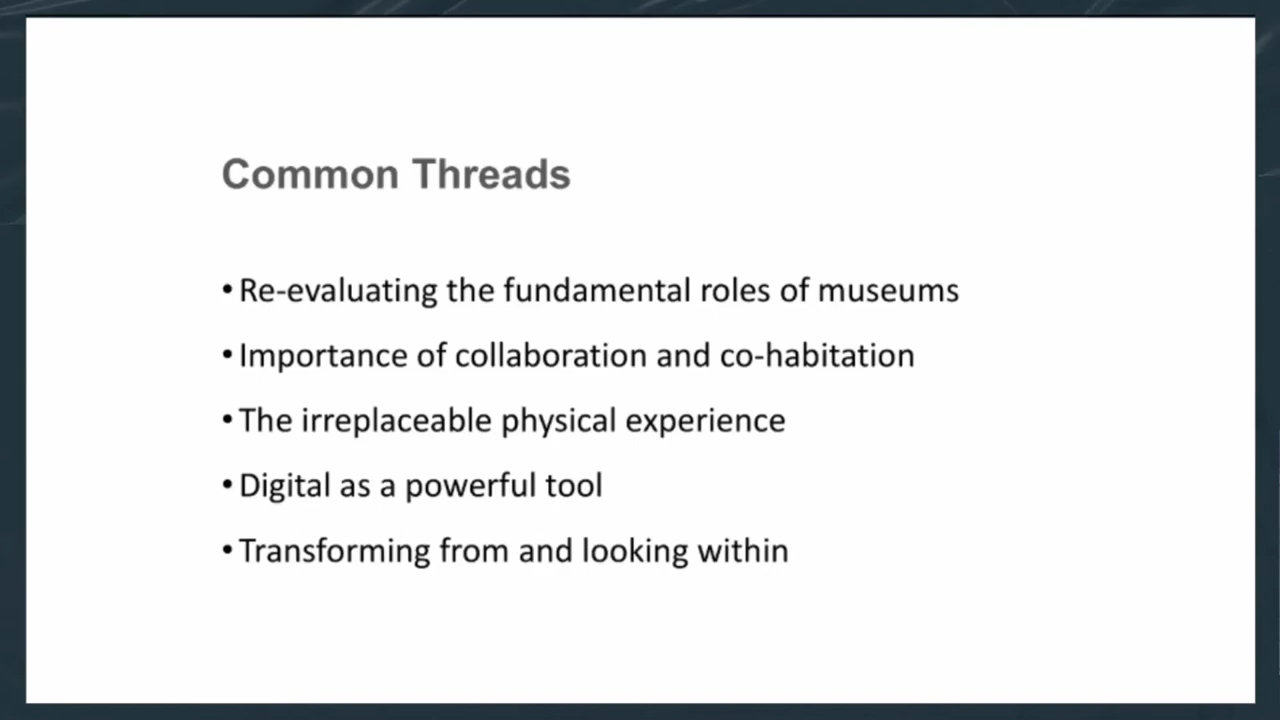 Common Threads
•Re-evaluating the fundamental roles of museums
•Importance of collaboration and co-habitation
•The irreplaceable physical experience
•Digital as a powerful tool
•Transforming from and looking within